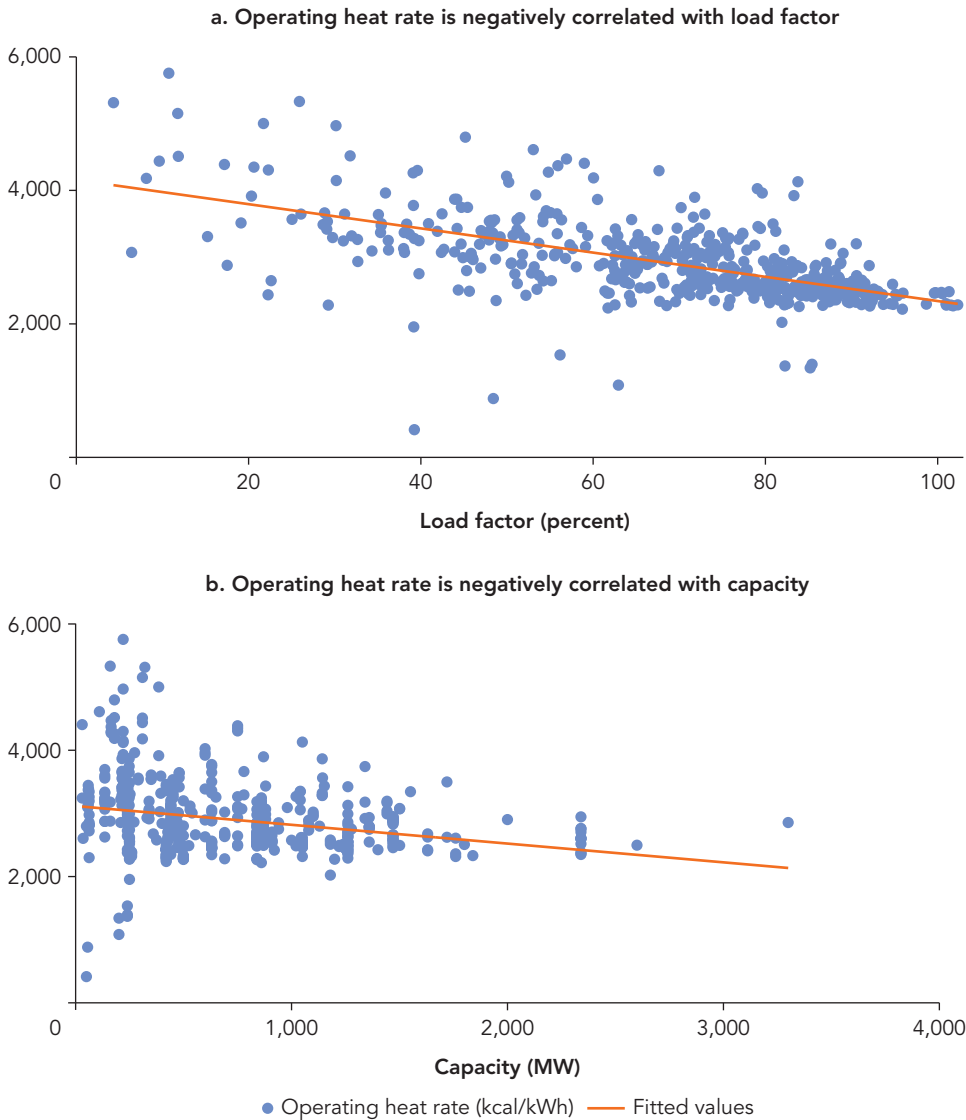 a. Operating heat rate is negatively correlated with load factor
6,000
4,000
2,000
0
20
40
60
80
100
Load factor (percent)
b. Operating heat rate is negatively correlated with capacity
6,000
4,000
2,000
0
1,000
2,000
3,000
4,000
Capacity (MW)
Operating heat rate (kcal/kWh)
Fitted values